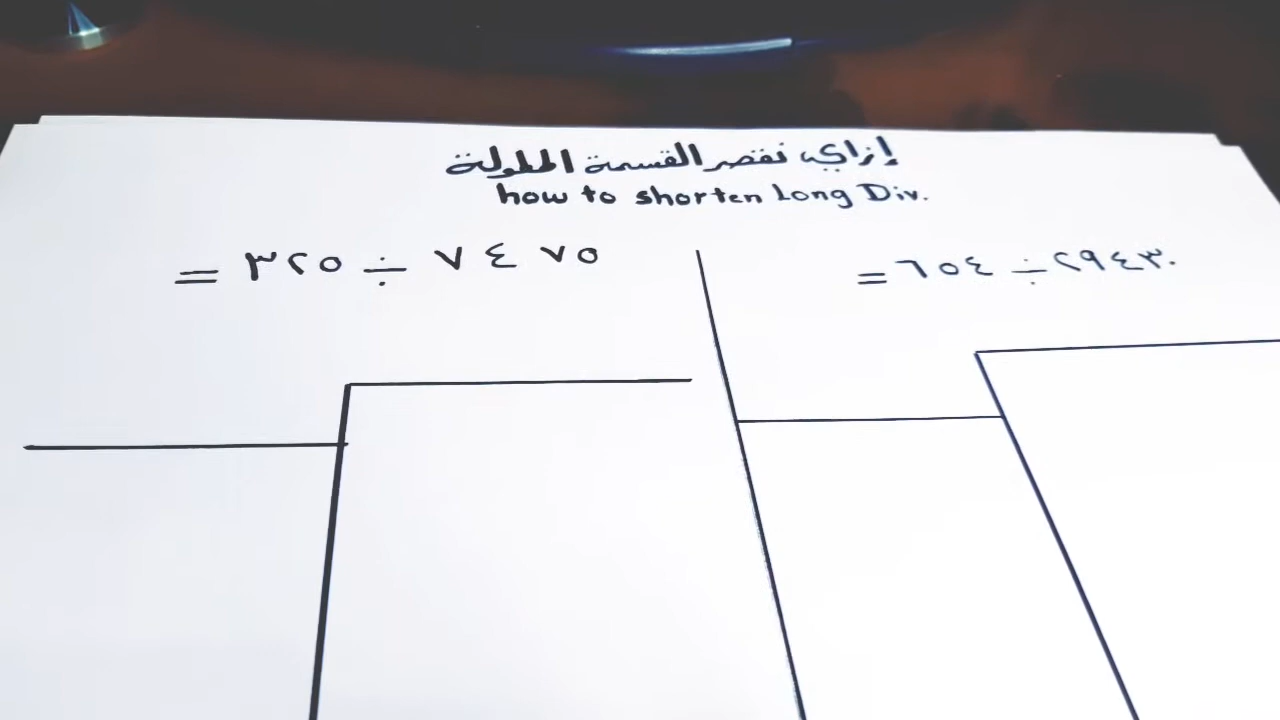 إزاي نقصر القسمة المطولة
how to shorten Long Div.
٢٩٤٣٠ ÷ ٦٥٤ =
٧٤٧٥ ÷ ٣٢٥ =